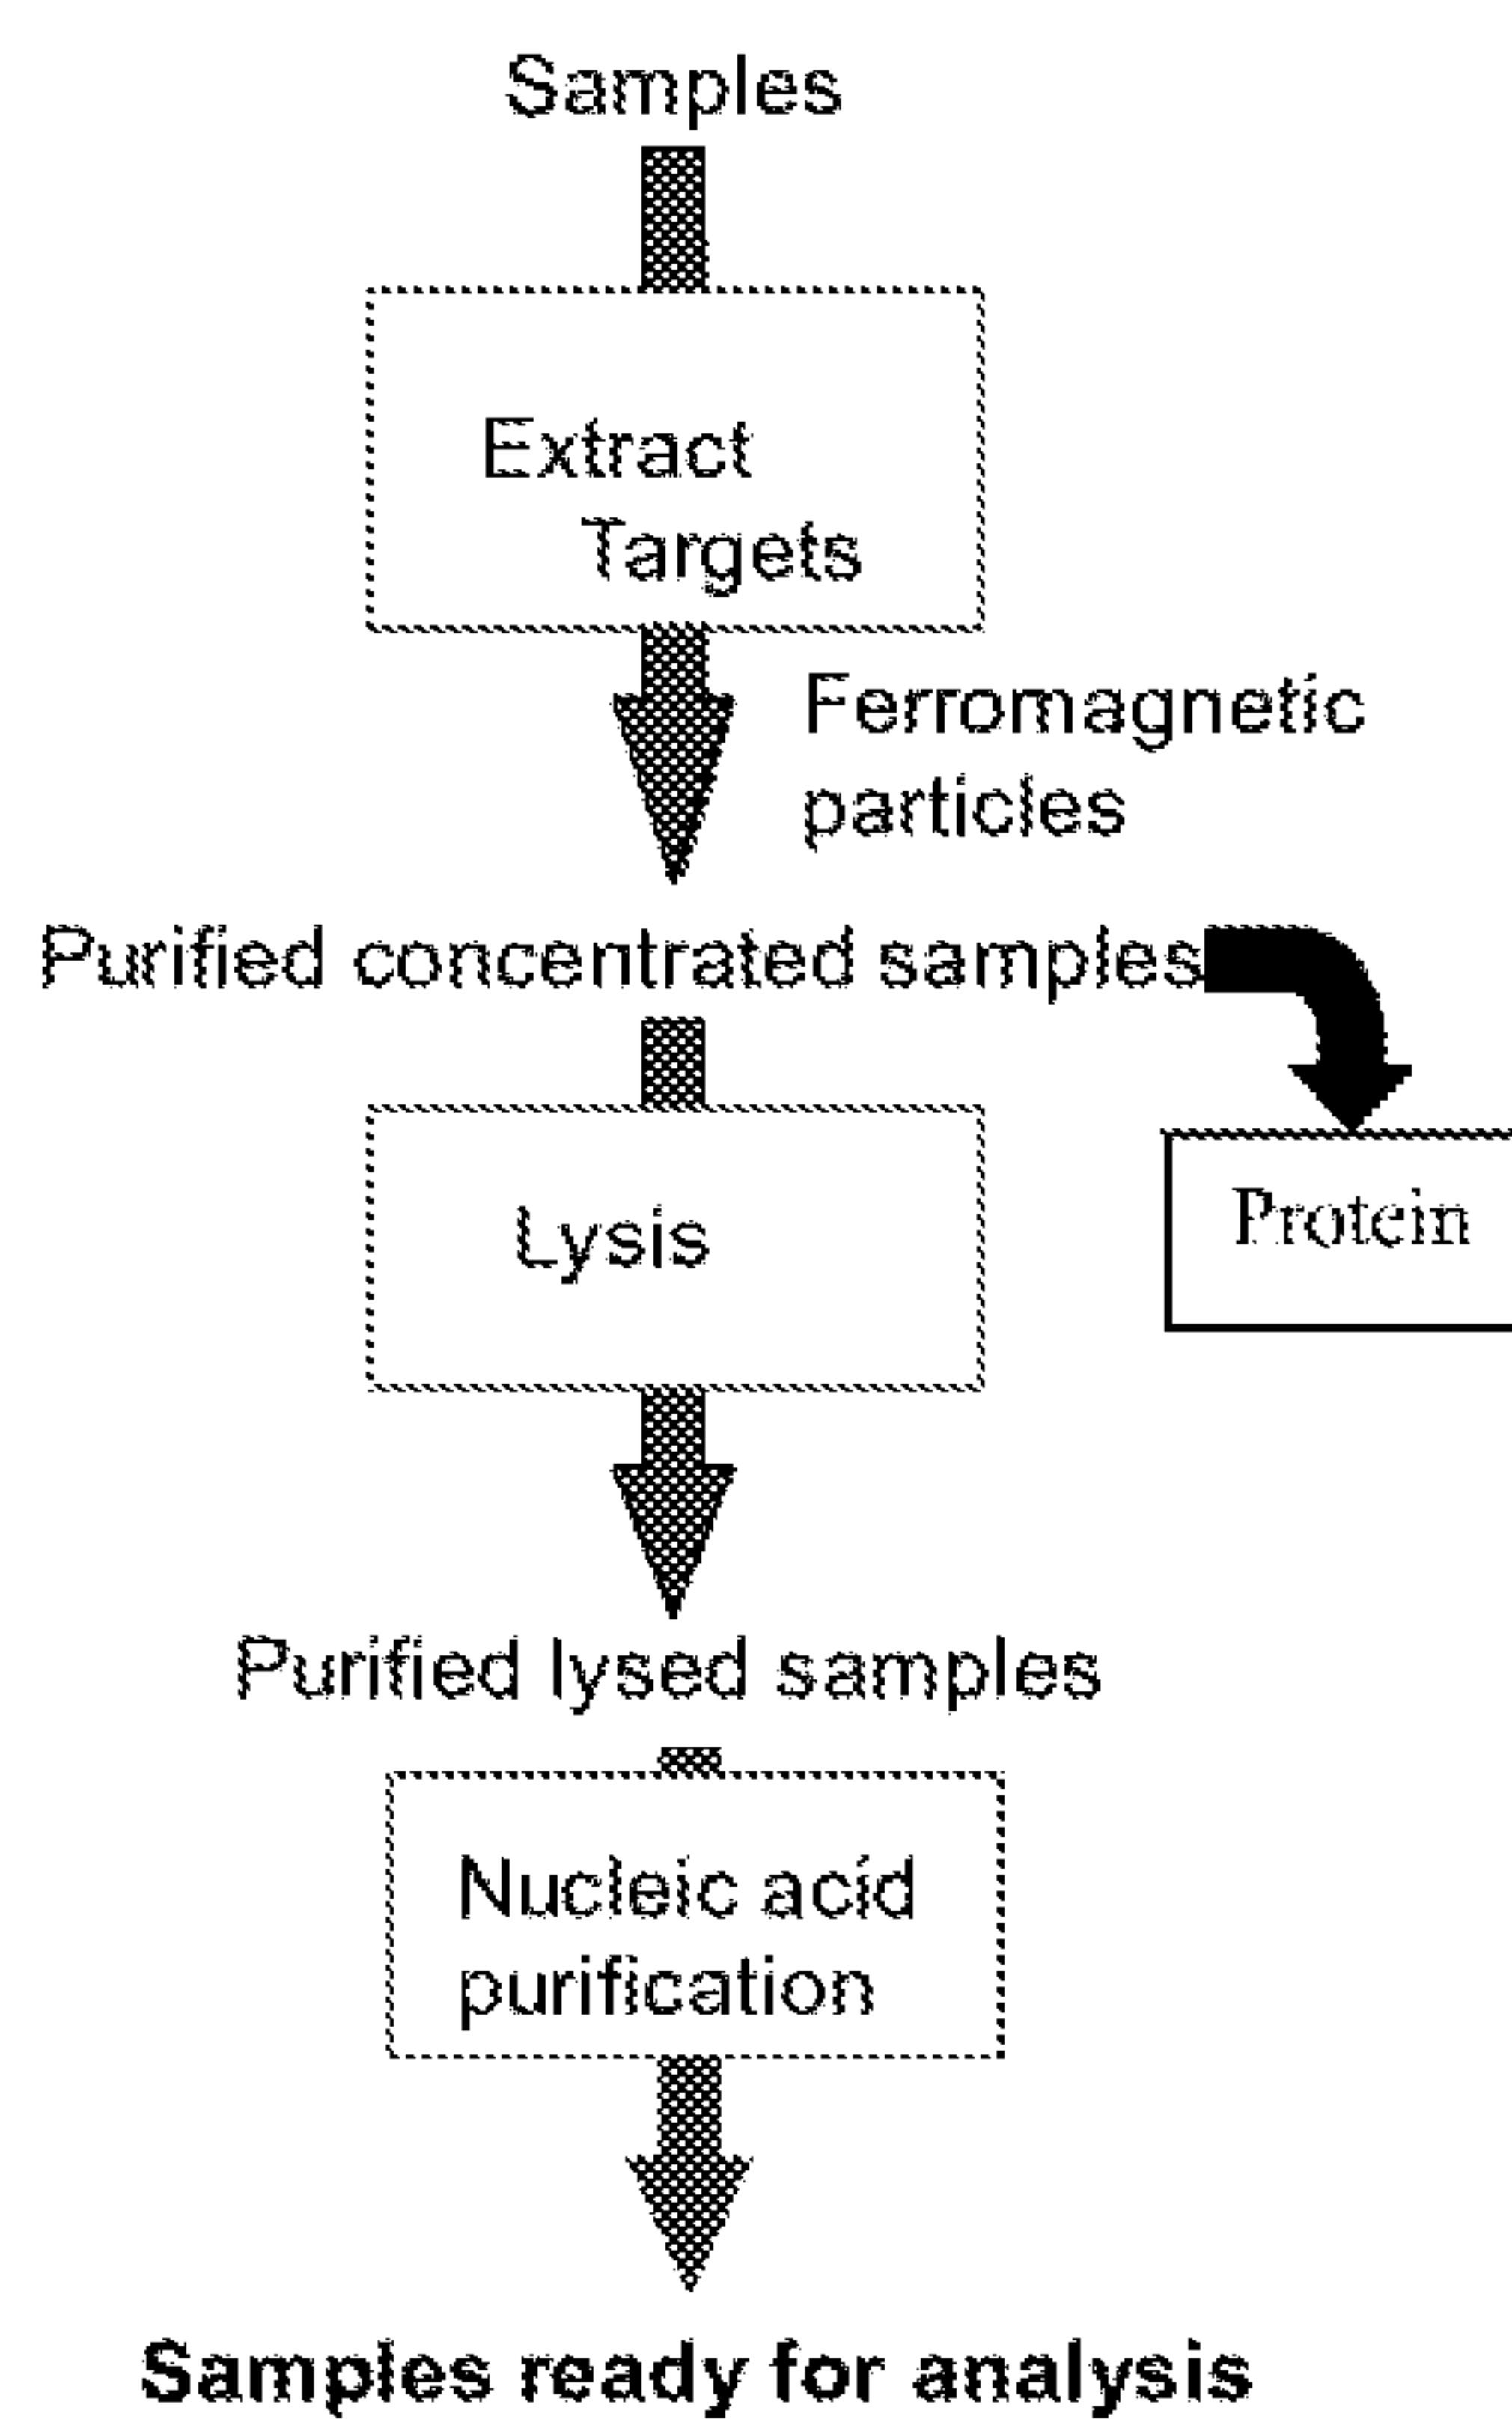 Samples
Extract
Targets
Ferromagnetic
particles
Purified concentrated samples
Lysis
Protein
Purified lysed samples
Nucleic acid
purification
Samples ready for analysis